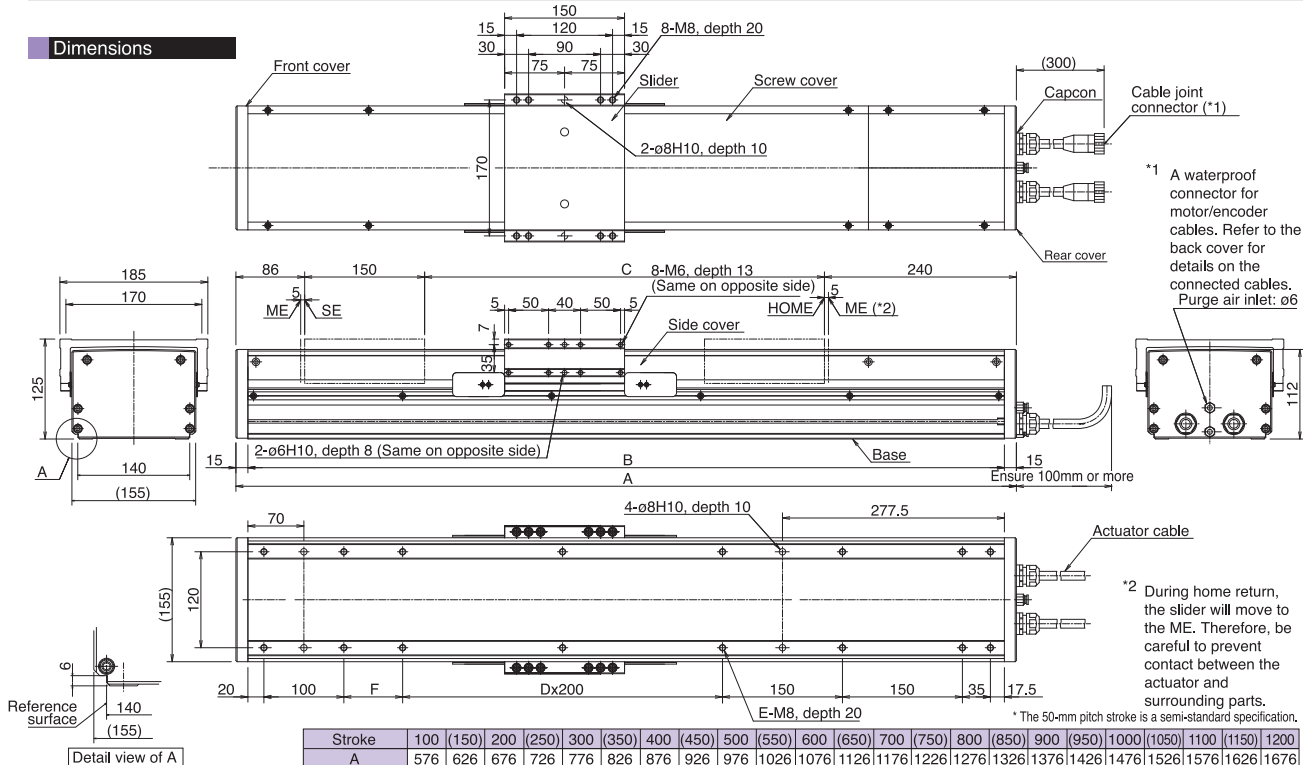 Dimensions
150
15 120 15
8-M8, depth 20
30 90 30
75 75
Front cover
Slider
Screw cover
(300)
Capcon
Cable joint
connector (*1)
2-ø8H10, depth 10
170
*1 A waterproof
connector for
motor/encoder
cables. Refer to the
back cover for
details on the
connected cables.
Rear cover
Purge air inlet: ø6
185
170
86 150 C 240
8-M6, depth 13
(Same on opposite side)
5 5 50 40 50 5 5
ME SE HOME ME (*2)
7
Side cover
35
125
112
2-ø6H10, depth 8 (Same on opposite side)
Base
A
140
(155)
15 B 15
A
Ensure 100mm or more
4-ø8H10, depth 10
277.5
70
Actuator cable
(155)
120
*2 During home return,
the slider will move to
the ME. Therefore, be
careful to prevent
contact between the
actuator and
surrounding parts.
6
20 100 F Dx200 150 150 35 17.5
Reference
surface
140
(155)
E-M8, depth 20
* The 50-mm pitch stroke is a semi-standard specification.
Detail view of A
Stroke 100 (150) 200 (250) 300 (350) 400 (450) 500 (550) 600 (650) 700 (750) 800 (850) 900 (950) 1000 (1050) 1100 (1150) 1200
A 576 626 676 726 776 826 876 926 976 1026 1076 1126 1176 1226 1276 1326 1376 1426 1476 1526 1576 1626 1676